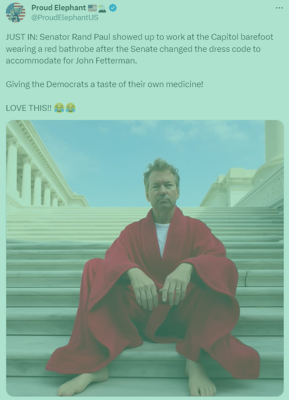 Proud Elephant
@ProudElephantUS
JUST IN: Senator Rand Paul showed up to work at the Capitol barefoot
wearing a red bathrobe after the Senate changed the dress code to
accommodate for John Fetterman.
Giving the Democrats a taste of their own medicine!
LOVE THIS!! 😂😂